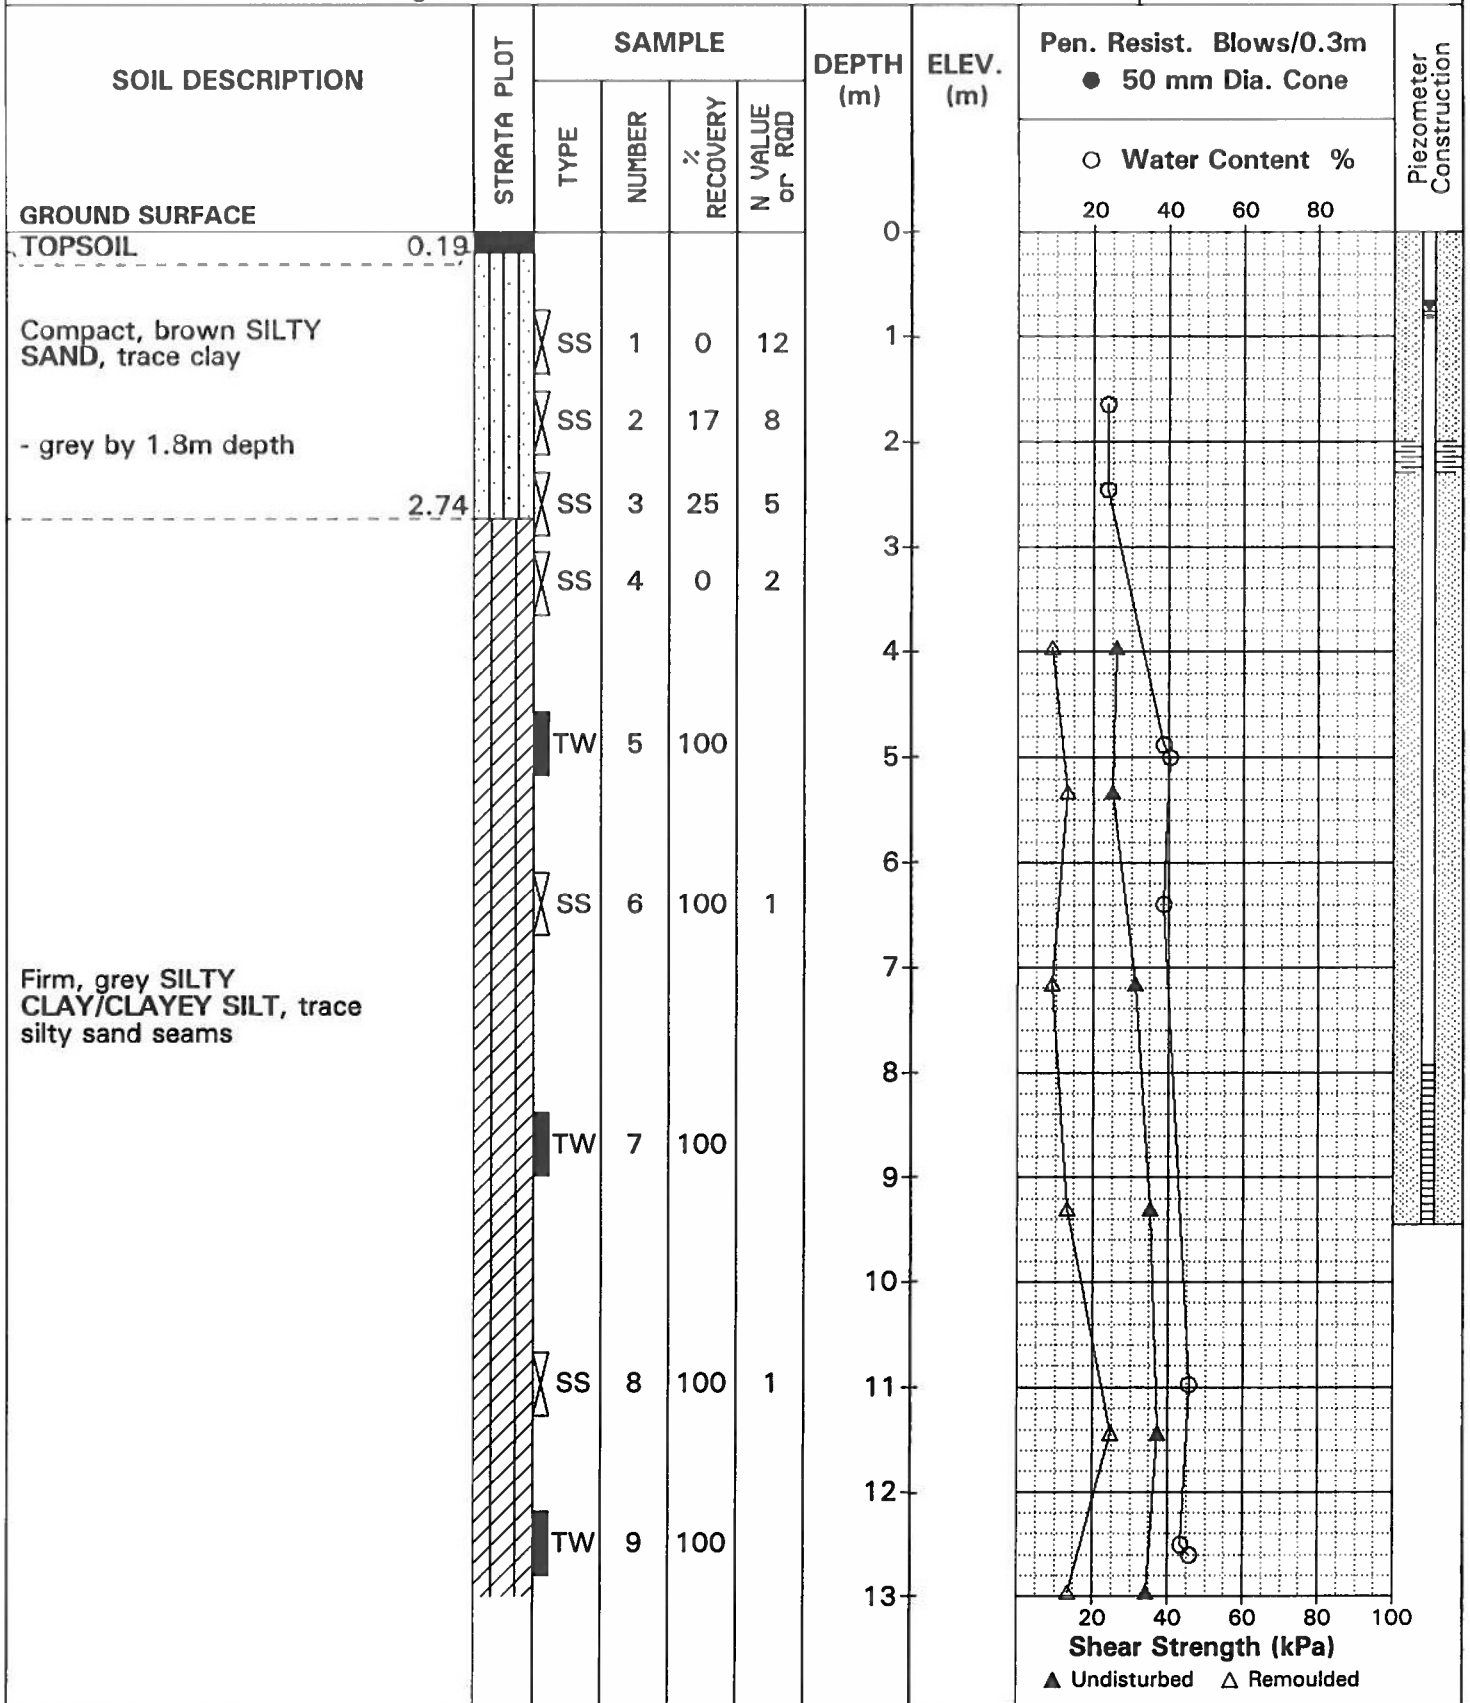 SOIL DESCRIPTION
GROUND SURFACE
STRATA PLOT
SAMPLE
TYPE
NUMBER
% RECOVERY
N VALUE or RQD
DEPTH (m)
ELEV. (m)
Pen. Resist. Blows/0.3m
● 50 mm Dia. Cone
○ Water Content %
20 40 60 80
Piezometer Construction
TOPSOIL 0.19
0
Compact, brown SILTY
SAND, trace clay
SS 1 0 12
1
SS 2 17 8
- grey by 1.8m depth
2
2.74
SS 3 25 5
3
SS 4 0 2
4
TW 5 100
5
6
SS 6 100 1
7
Firm, grey SILTY
CLAY/CLAYEY SILT, trace
silty sand seams
8
TW 7 100
9
10
SS 8 100 1
11
12
TW 9 100
13
20 40 60 80 100
Shear Strength (kPa)
▲ Undisturbed △ Remoulded